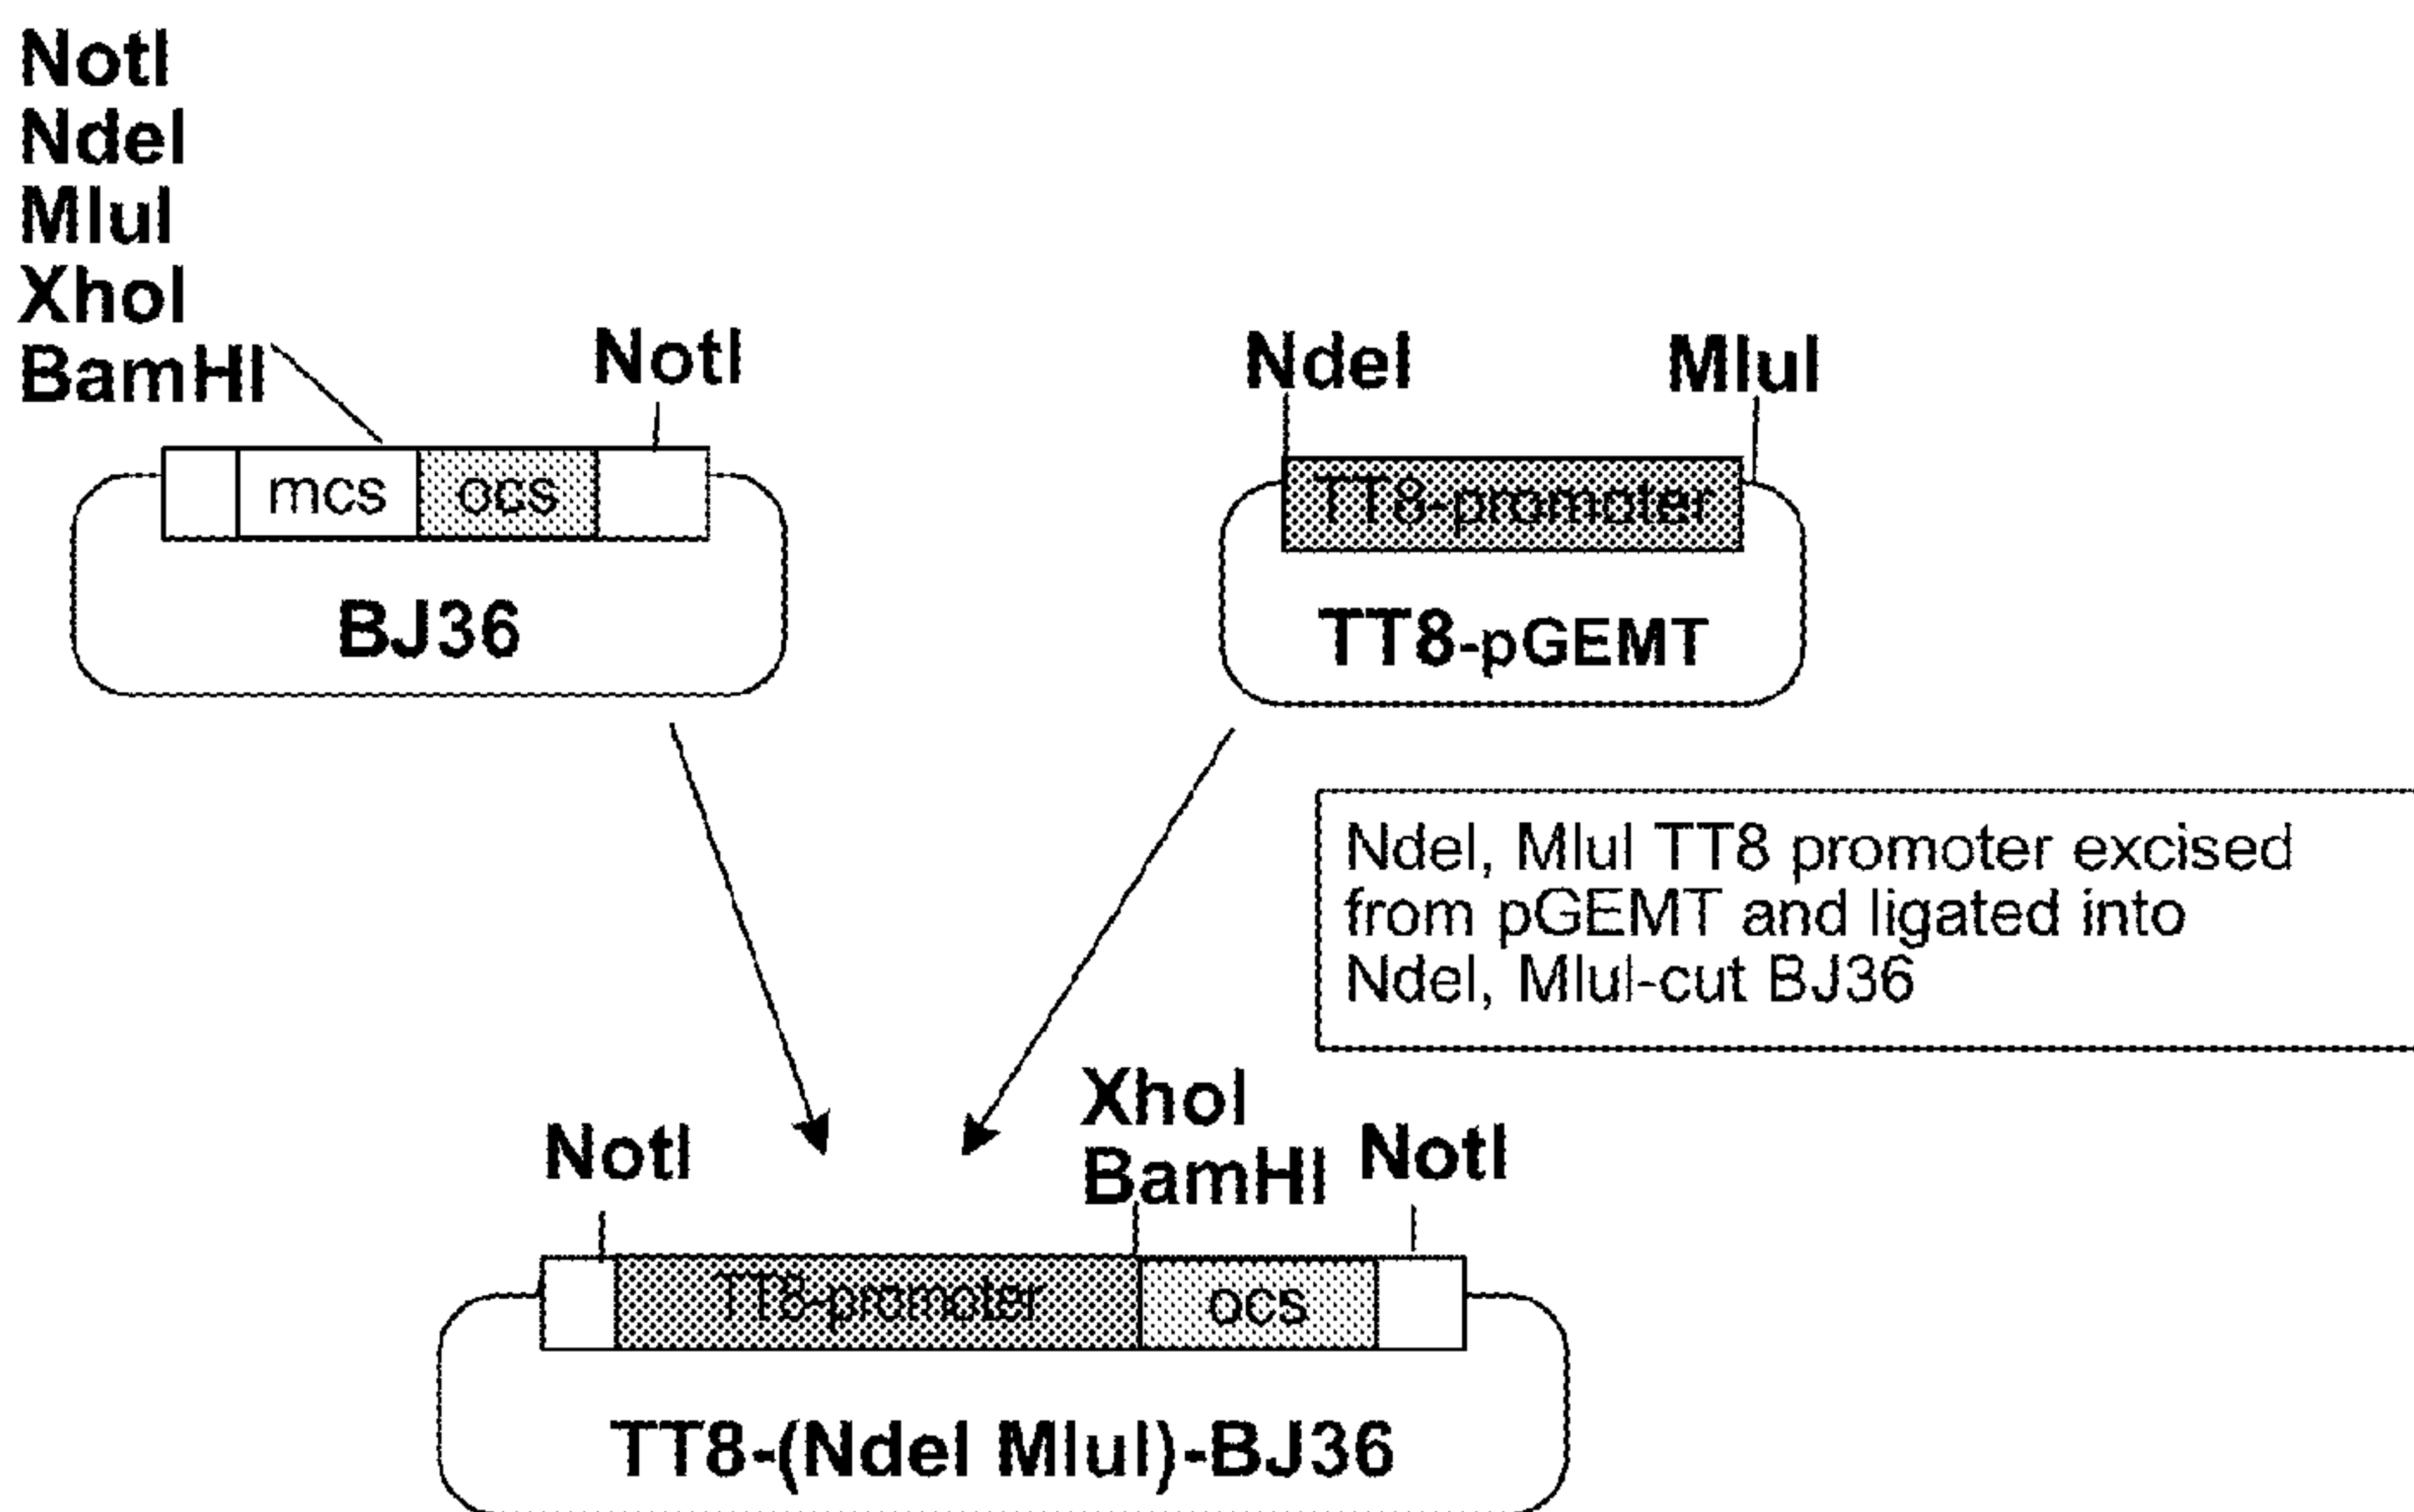 NotI
NdeI
MluI
XhoI
BamHI
NotI
mcs
ocs
BJ36
NdeI
MluI
TT8-promoter
TT8-pGEMT
NdeI, MluI TT8 promoter excised
from pGEMT and ligated into
NdeI, MluI-cut BJ36
NotI
XhoI
BamHI
NotI
TT8-promoter
ocs
TT8-(NdeI MluI)-BJ36